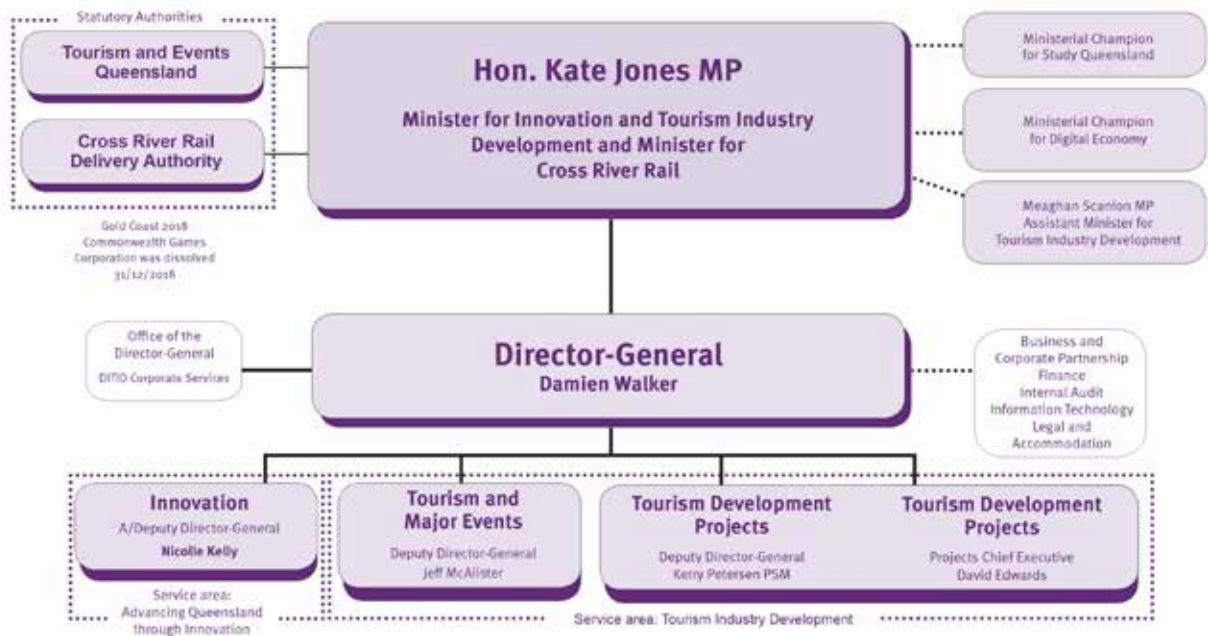 Statutory Authorities
Tourism and Events
Queensland
Cross River Rail
Delivery Authority
Gold Coast 2018
Commonwealth Games
Corporation was dissolved
31/12/2018
Hon. Kate Jones MP
Minister for Innovation and Tourism Industry
Development and Minister for
Cross River Rail
Ministerial Champion
for Study Queensland
Ministerial Champion
for Digital Economy
Meaghan Scanlon MP
Assistant Minister for
Tourism Industry Development
Office of the
Director-General
DITID Corporate Services
Director-General
Damien Walker
Business and
Corporate Partnership
Finance
Internal Audit
Information Technology
Legal and
Accommodation
Innovation
A/Deputy Director-General
Nicolle Kelly
Service area:
Advancing Queensland
through Innovation
Tourism and
Major Events
Deputy Director-General
Jeff McAlister
Tourism Development
Projects
Deputy Director-General
Kerry Petersen PSM
Tourism Development
Projects
Projects Chief Executive
David Edwards
Service area: Tourism Industry Development